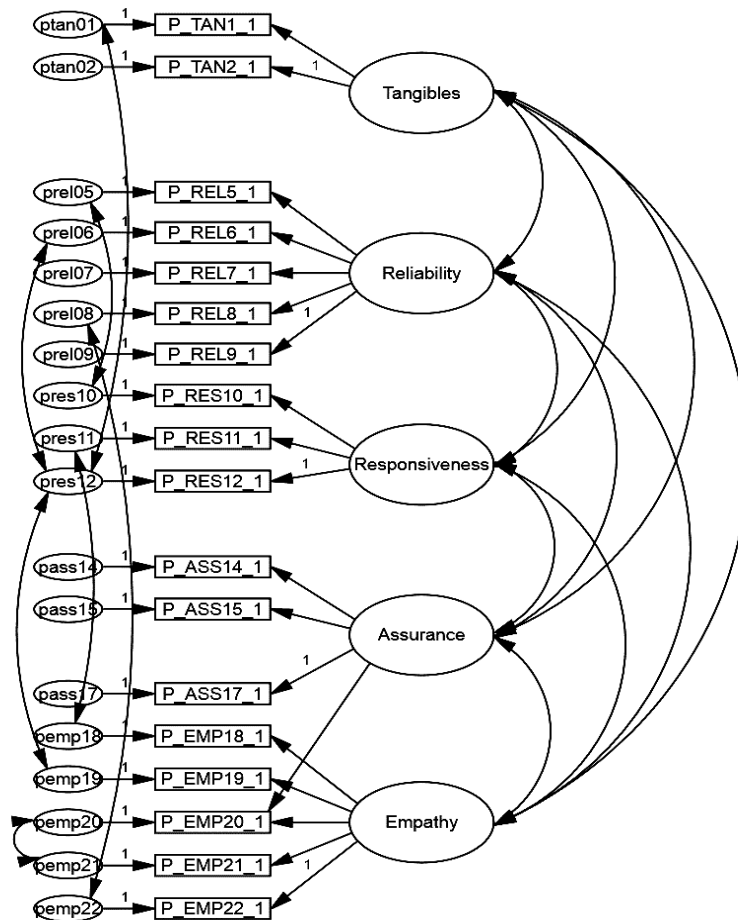 ptan01 1 P_TAN1_1
ptan02 1 P_TAN2_1 1
Tangibles
prel05 1 P_REL5_1
prel06 1 P_REL6_1
prel07 1 P_REL7_1 Reliability
prel08 1 P_REL8_1 1
prel09 1 P_REL9_1
pres10 1 P_RES10_1
pres11 1 P_RES11_1
1 Responsiveness
pres12 1 P_RES12_1
pass14 1 P_ASS14_1
pass15 1 P_ASS15_1
Assurance
1
pass17 1 P_ASS17_1
pemp18 1 P_EMP18_1
pemp19 1 P_EMP19_1
pemp20 1 P_EMP20_1 Empathy
pemp21 1 P_EMP21_1 1
pemp22 1 P_EMP22_1